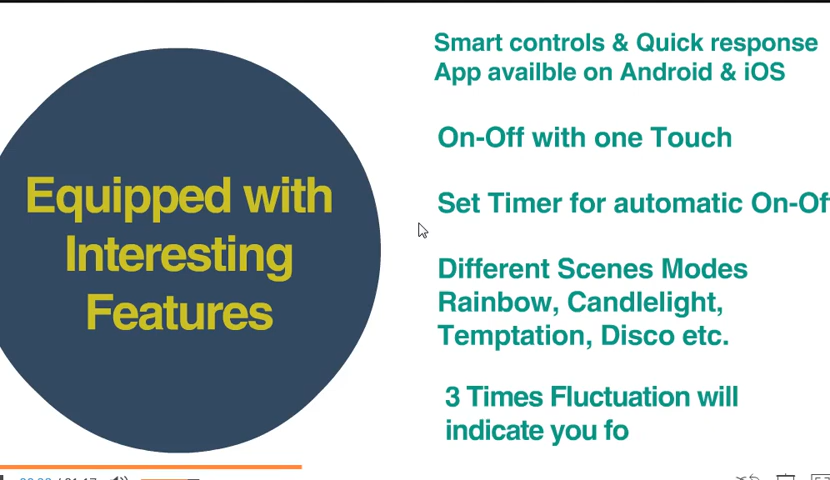 Equipped with
Interesting
Features
Smart controls & Quick response
App availble on Android & iOS
On-Off with one Touch
Set Timer for automatic On-Of
Different Scenes Modes
Rainbow, Candlelight,
Temptation, Disco etc.
3 Times Fluctuation will
indicate you fo